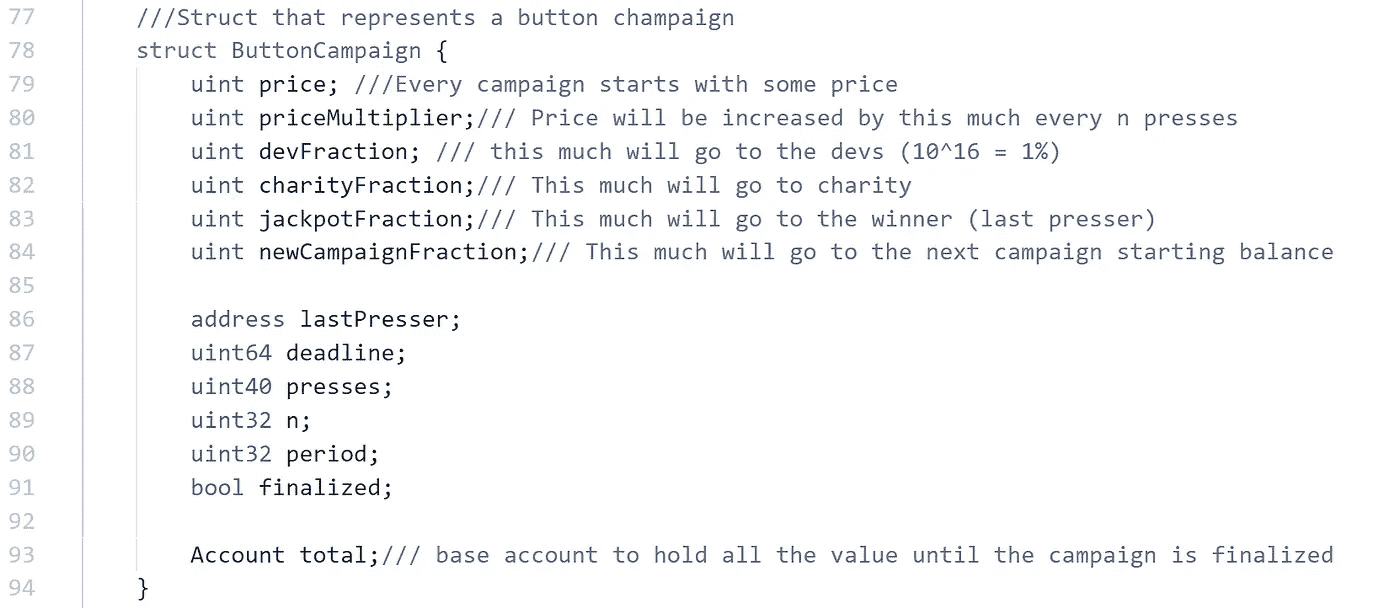 77 ///Struct that represents a button champaign
78 struct ButtonCampaign {
79 uint price; ///Every campaign starts with some price
80 uint priceMultiplier;/// Price will be increased by this much every n presses
81 uint devFraction; /// this much will go to the devs (10^16 = 1%)
82 uint charityFraction;/// This much will go to charity
83 uint jackpotFraction;/// This much will go to the winner (last presser)
84 uint newCampaignFraction;/// This much will go to the next campaign starting balance
85
86 address lastPresser;
87 uint64 deadline;
88 uint40 presses;
89 uint32 n;
90 uint32 period;
91 bool finalized;
92
93 Account total;/// base account to hold all the value until the campaign is finalized
94 }